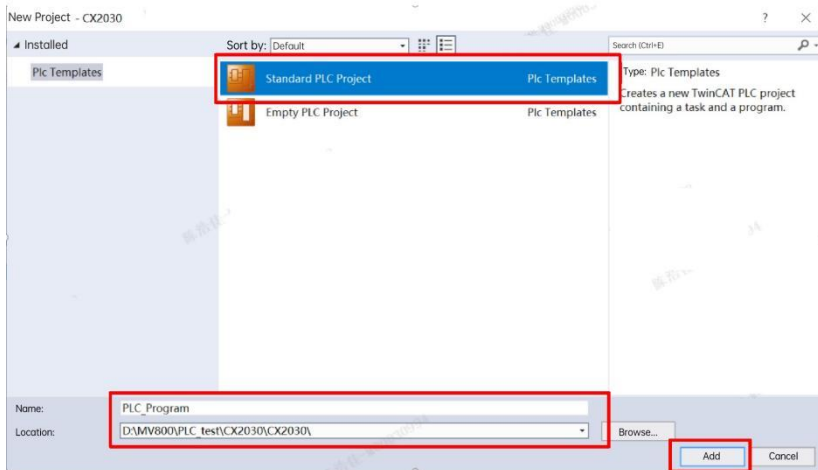 New Project - CX2030
Installed
Sort by: Default
Search (Ctrl+E)
Plc Templates
Standard PLC Project Plc Templates
Type: Plc Templates
Creates a new TwinCAT PLC project
containing a task and a program.
Empty PLC Project Plc Templates
Name: PLC_Program
Location: D:\MV800\PLC_test\CX2030\CX2030\
Browse...
Add Cancel